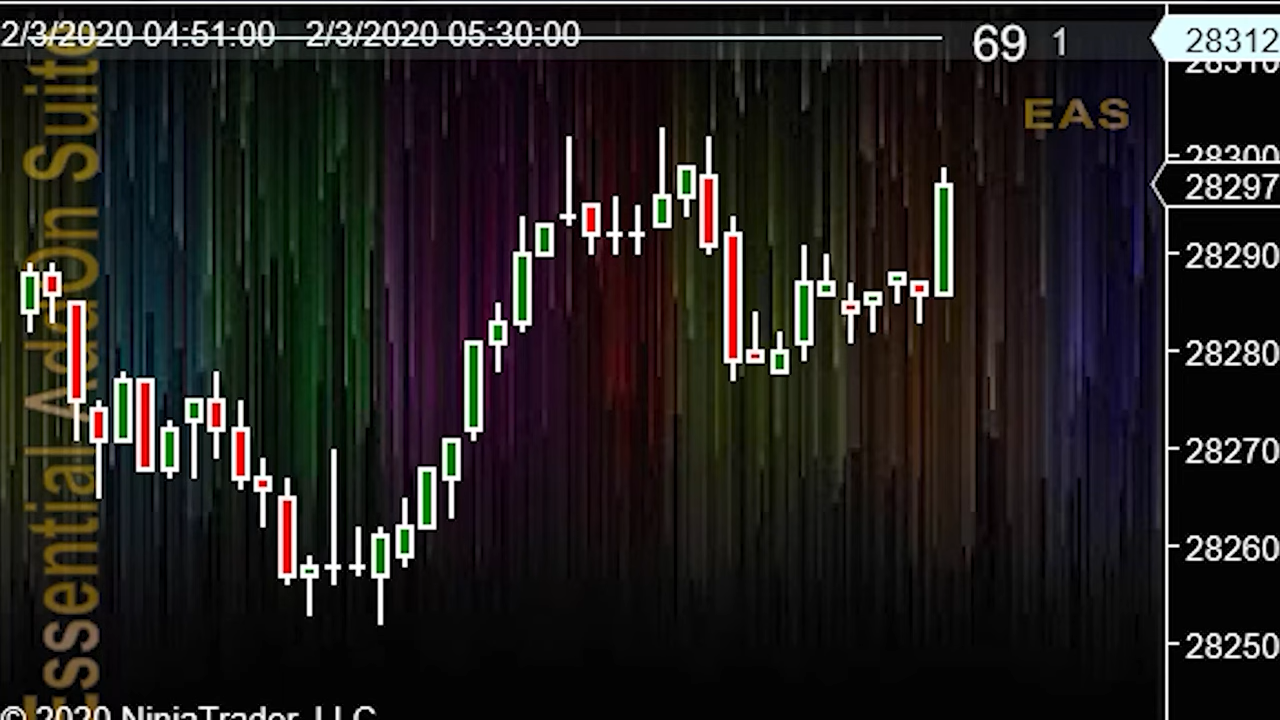 2/3/2020 04:51:00 2/3/2020 05:30:00
69 1
28312
28310
EAS
28300
28297
28290
28280
28270
28260
28250
Essential AddOn Suite
© 2020 NinjaTrader, LLC